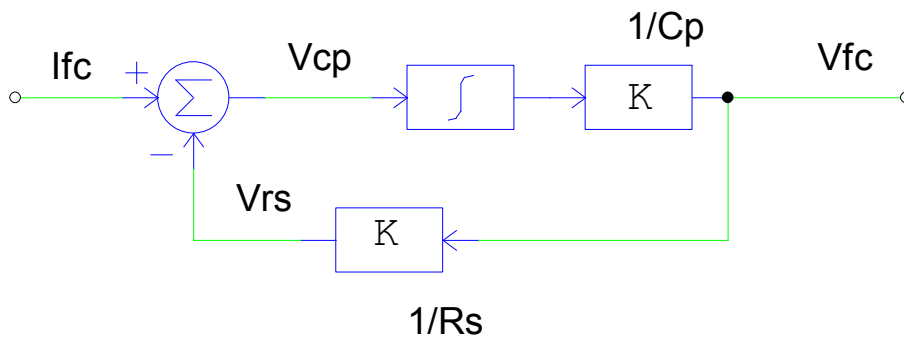 1/Cp
Ifc
+
Vcp
Vfc
Σ
∫
K
−
Vrs
K
1/Rs